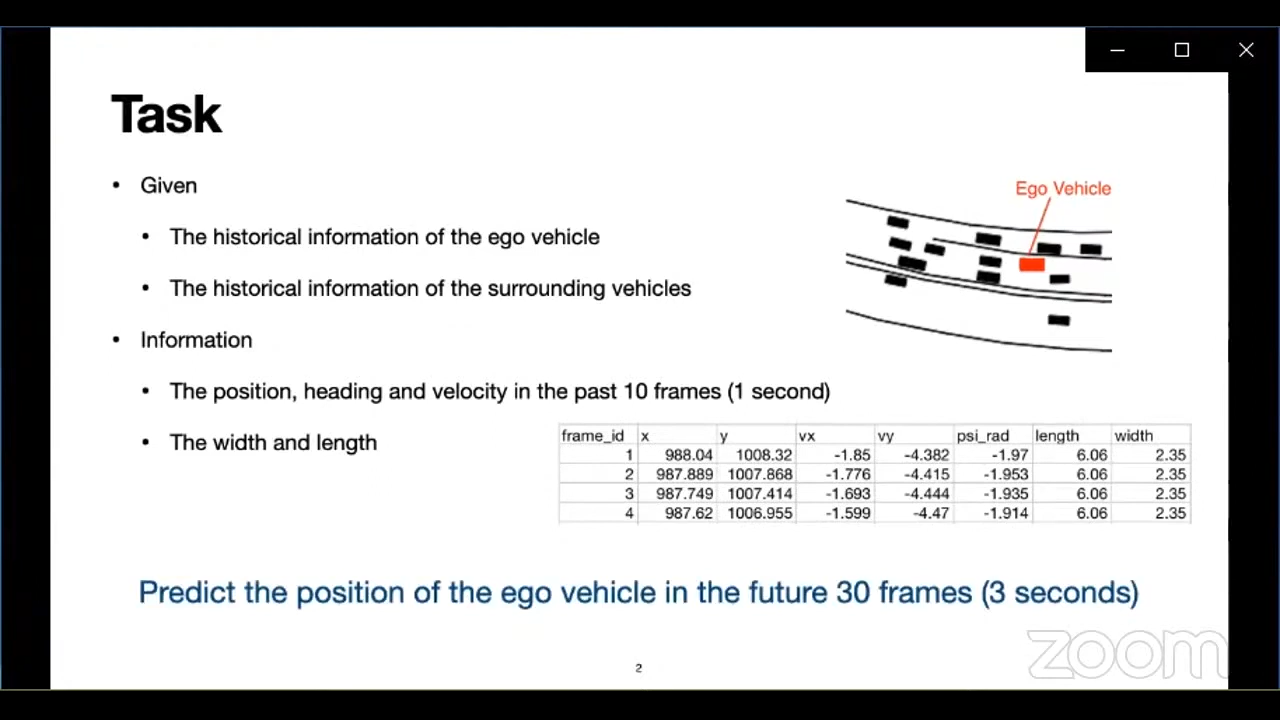 Task
• Given
• The historical information of the ego vehicle
• The historical information of the surrounding vehicles
• Information
• The position, heading and velocity in the past 10 frames (1 second)
• The width and length
Ego Vehicle
frame_id x y vx vy psi_rad length width
1 988.04 1008.32 -1.85 -4.382 -1.97 6.06 2.35
2 987.889 1007.868 -1.776 -4.415 -1.953 6.06 2.35
3 987.749 1007.414 -1.693 -4.444 -1.935 6.06 2.35
4 987.62 1006.955 -1.599 -4.47 -1.914 6.06 2.35
Predict the position of the ego vehicle in the future 30 frames (3 seconds)
2
zoom